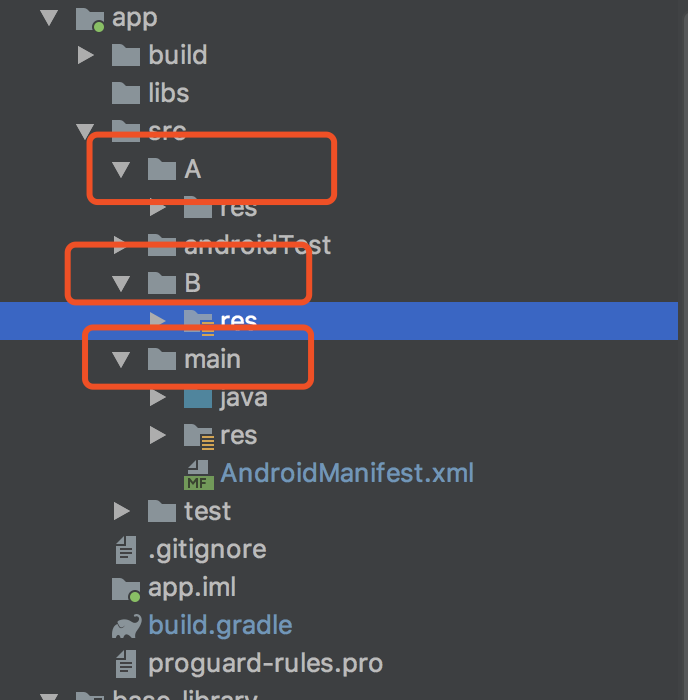 app
build
libs
src
A
res
androidTest
B
res
main
java
res
MF AndroidManifest.xml
test
.gitignore
app.iml
build.gradle
proguard-rules.pro
base_library